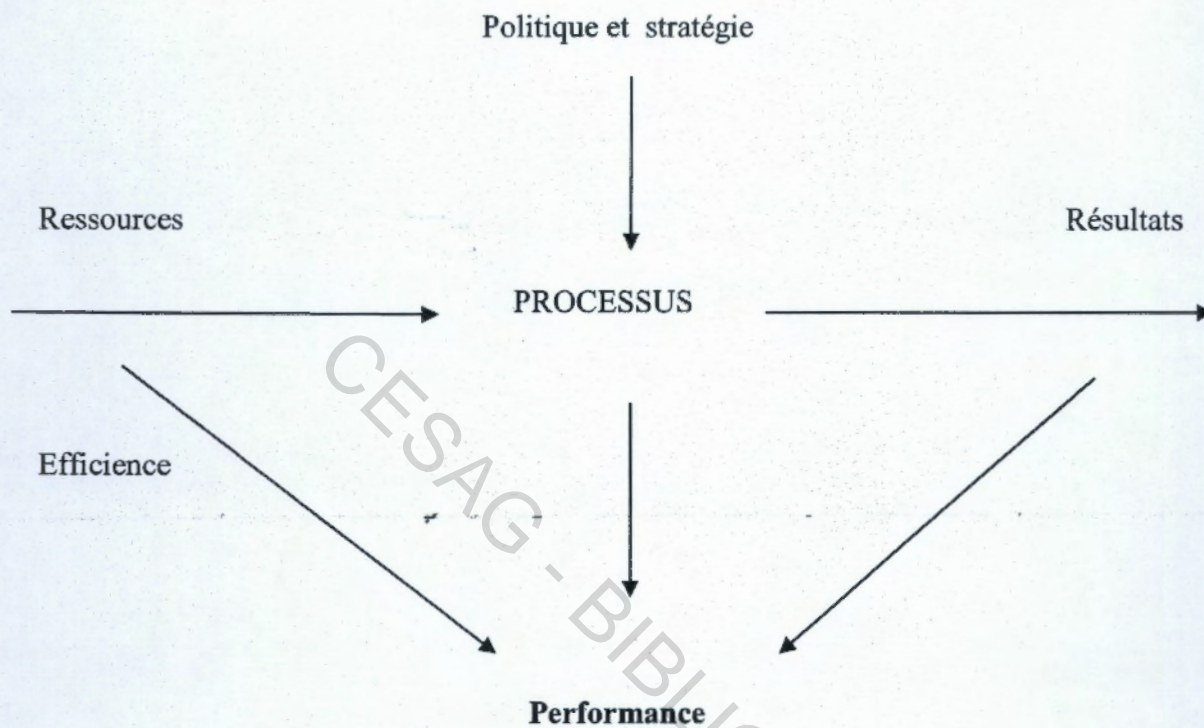 Politique et stratégie
Ressources
Résultats
PROCESSUS
Efficience
CESAG - BIBLIO
Performance